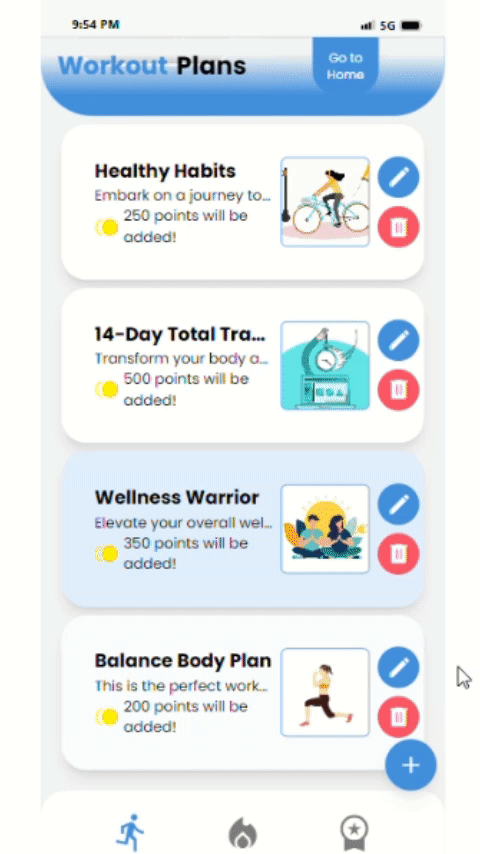 9:54 PM
5G
Workout Plans
Go to
Home
Healthy Habits
Embark on a journey to...
250 points will be
added!
14-Day Total Tra...
Transform your body a...
500 points will be
added!
Wellness Warrior
Elevate your overall wel...
350 points will be
added!
Balance Body Plan
This is the perfect work...
200 points will be
added!